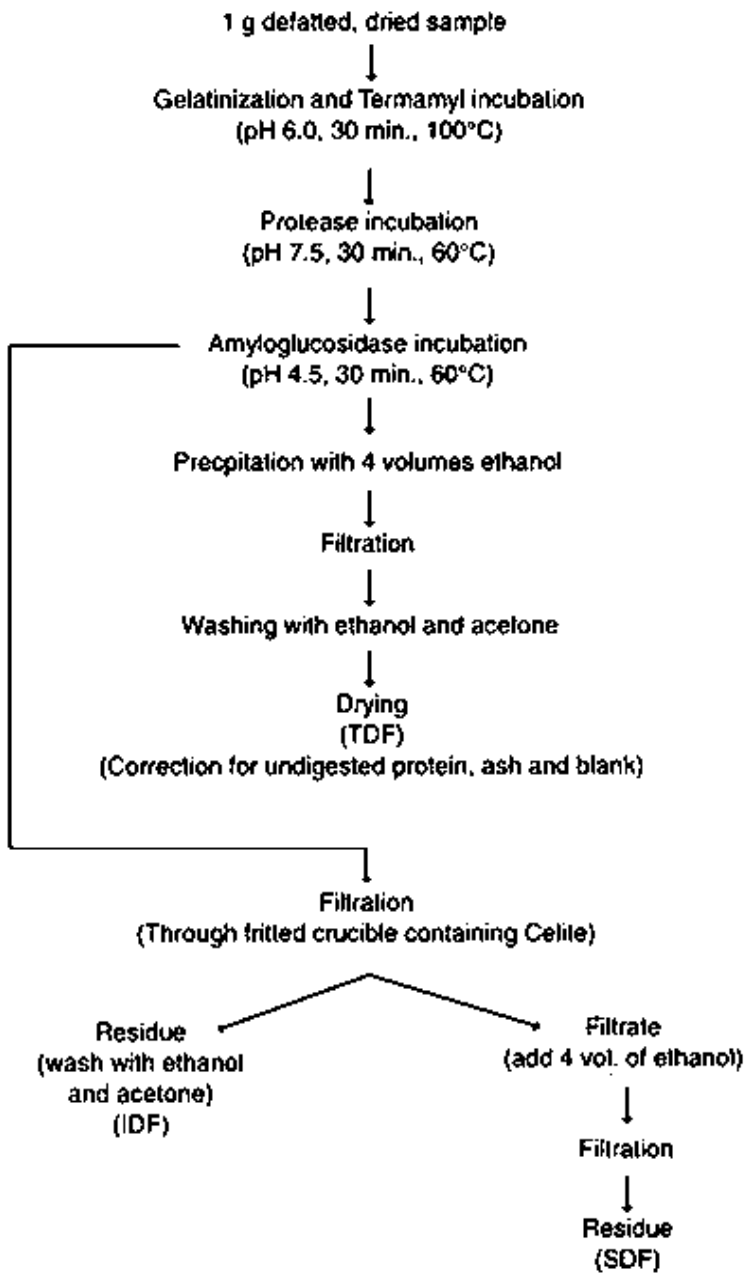 1 g defatted, dried sample
Gelatinization and Termamyl incubation
(pH 6.0, 30 min., 100°C)
Protease incubation
(pH 7.5, 30 min., 60°C)
Amyloglucosidase incubation
(pH 4.5, 30 min., 60°C)
Precpitation with 4 volumes ethanol
Filtration
Washing with ethanol and acetone
Drying
(TDF)
(Correction for undigested protein, ash and blank)
Filtration
(Through fritted crucible containing Celite)
Residue
(wash with ethanol
and acetone)
(IDF)
Filtrate
(add 4 vol. of ethanol)
Filtration
Residue
(SDF)